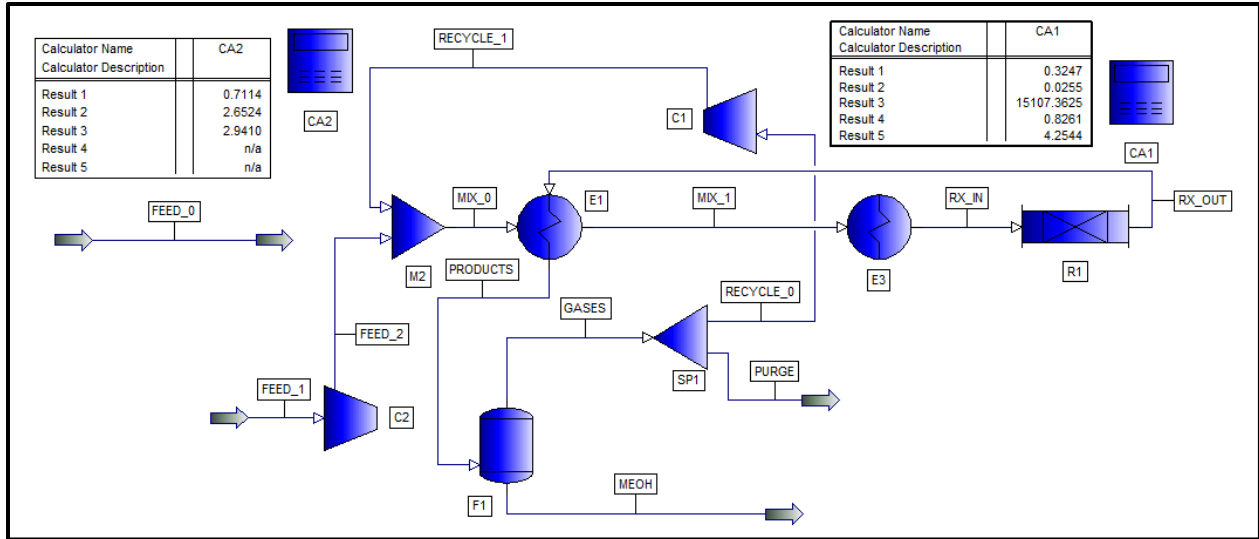 Calculator Name CA2
Calculator Description
Result 1 0.7114
Result 2 2.6524
Result 3 2.9410
Result 4 n/a
Result 5 n/a
CA2
RECYCLE_1
C1
Calculator Name CA1
Calculator Description
Result 1 0.3247
Result 2 0.0255
Result 3 15107.3625
Result 4 0.8261
Result 5 4.2544
CA1
FEED_0
MIX_0
E1
MIX_1
RX_IN
RX_OUT
M2
PRODUCTS
E3
R1
GASES
RECYCLE_0
FEED_2
SP1
PURGE
FEED_1
C2
F1
MEOH